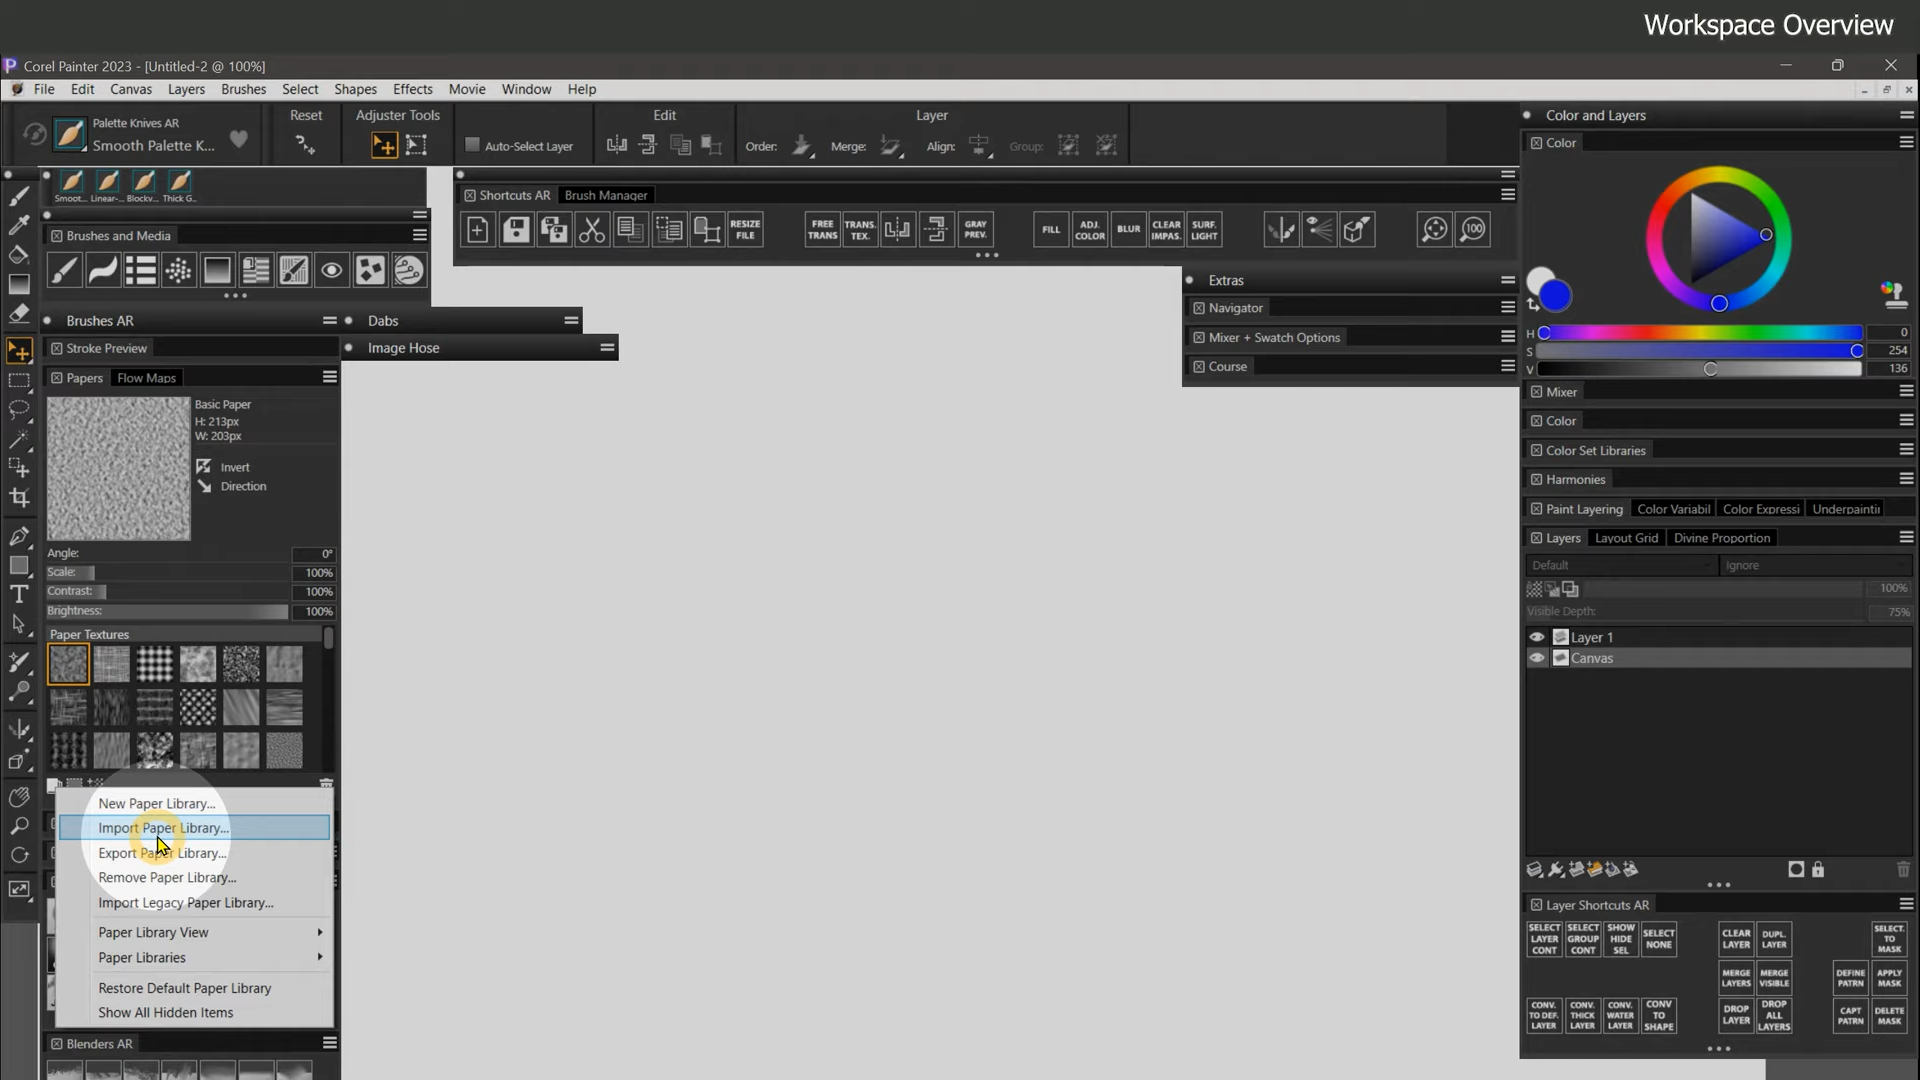 Workspace Overview
Corel Painter 2023 - [Untitled-2 @ 100%]
File Edit Canvas Layers Brushes Select Shapes Effects Movie Window Help
Palette Knives AR
Smooth Palette K...
Reset
Adjuster Tools
Auto-Select Layer
Edit
Layer
Order: Merge: Align: Group:
Smoot... Linear-... Blockv... Thick G...
Shortcuts AR Brush Manager
RESIZE FILE
FREE TRANS
TRANS. TEX.
GRAY PREV.
FILL
ADJ. COLOR
BLUR
CLEAR IMPAS.
SURF. LIGHT
100
Brushes and Media
Brushes AR
Dabs
Stroke Preview
Image Hose
Papers Flow Maps
Basic Paper
H: 213px
W: 203px
Invert
Direction
Angle: 0°
Scale: 100%
Contrast: 100%
Brightness: 100%
Paper Textures
New Paper Library...
Import Paper Library...
Export Paper Library...
Remove Paper Library...
Import Legacy Paper Library...
Paper Library View
Paper Libraries
Restore Default Paper Library
Show All Hidden Items
Blenders AR
Extras
Navigator
Mixer + Swatch Options
Course
Color and Layers
Color
H 0
S 254
V 136
Mixer
Color
Color Set Libraries
Harmonies
Paint Layering Color Variabil Color Expressi Underpaintin
Layers Layout Grid Divine Proportion
Default Ignore
100%
Visible Depth: 75%
Layer 1
Canvas
Layer Shortcuts AR
SELECT LAYER CONT
SELECT GROUP CONT
SHOW HIDE SEL
SELECT NONE
CLEAR LAYER
DUPL. LAYER
SELECT. TO MASK
MERGE LAYERS
MERGE VISIBLE
DEFINE PATRN
APPLY MASK
CONV. TO DEF. LAYER
CONV. THICK LAYER
CONV. WATER LAYER
CONV TO SHAPE
DROP LAYER
DROP ALL LAYERS
CAPT PATRN
DELETE MASK